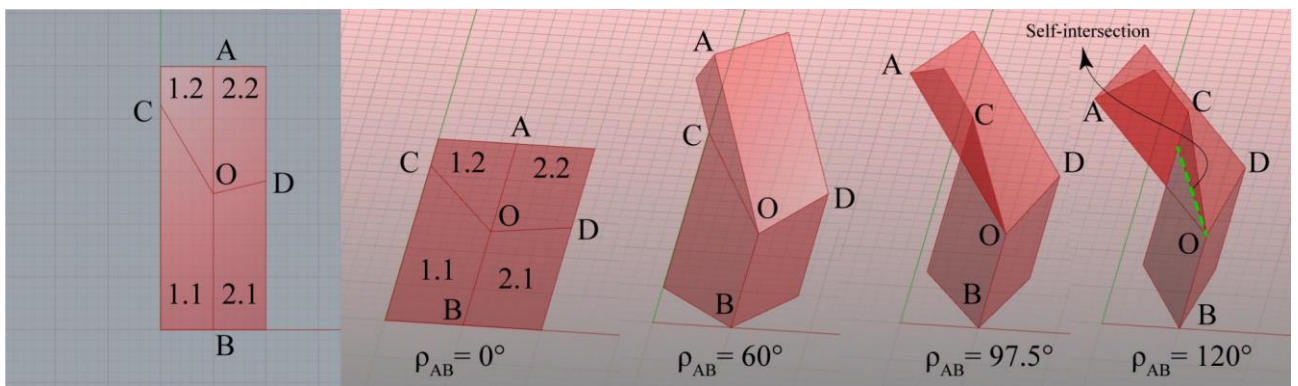 A
1.2 2.2
C
O
D
1.1 2.1
B
A
C
1.2
2.2
O
D
1.1
2.1
B
ρAB= 0°
A
C
O
D
B
ρAB= 60°
A
C
D
O
B
ρAB= 97.5°
Self-intersection
A
C
D
O
B
ρAB= 120°